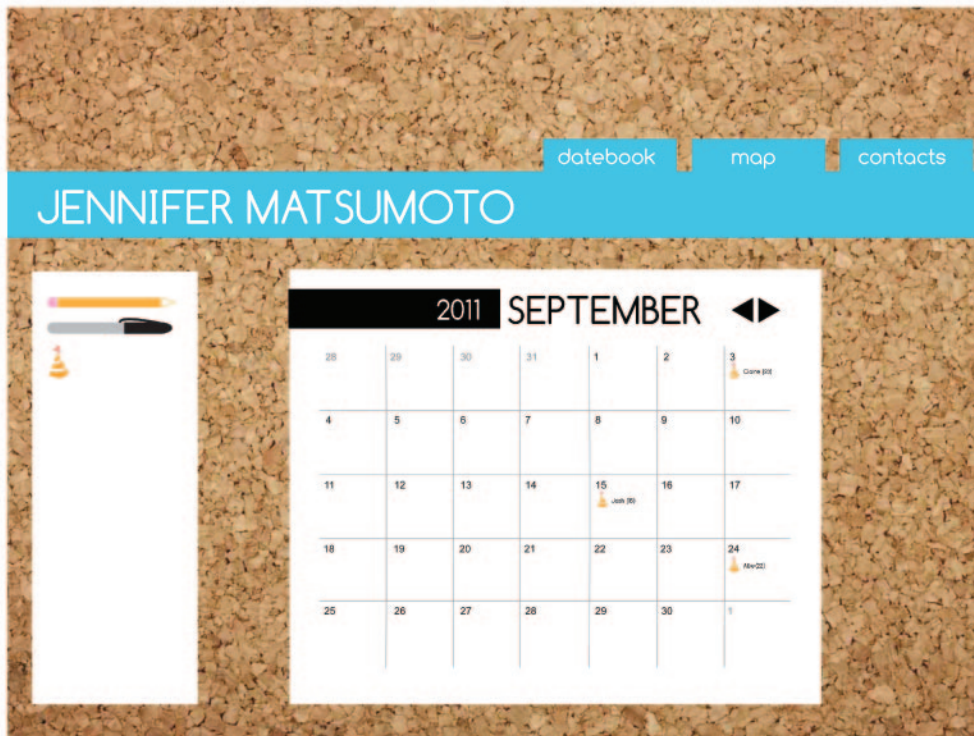 datebook map contacts
JENNIFER MATSUMOTO
2011 SEPTEMBER
28 29 30 31 1 2 3
4 5 6 7 8 9 10
11 12 13 14 15 16 17
18 19 20 21 22 23 24
25 26 27 28 29 30 1